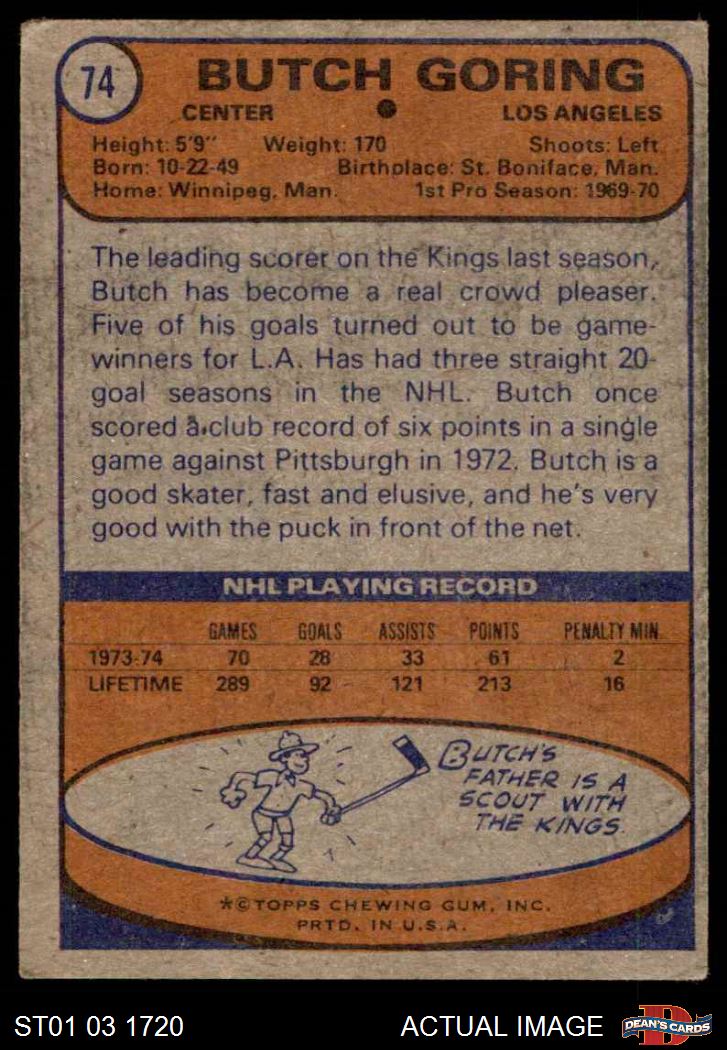 74
BUTCH GORING
CENTER • LOS ANGELES
Height: 5'9" Weight: 170 Shoots: Left
Born: 10-22-49 Birthplace: St. Boniface, Man.
Home: Winnipeg, Man. 1st Pro Season: 1969-70
The leading scorer on the Kings last season,
Butch has become a real crowd pleaser.
Five of his goals turned out to be game-
winners for L.A. Has had three straight 20-
goal seasons in the NHL. Butch once
scored a club record of six points in a single
game against Pittsburgh in 1972. Butch is a
good skater, fast and elusive, and he's very
good with the puck in front of the net.
NHL PLAYING RECORD
GAMES GOALS ASSISTS POINTS PENALTY MIN.
1973-74 70 28 33 61 2
LIFETIME 289 92 121 213 16
BUTCH'S
FATHER IS A
SCOUT WITH
THE KINGS.
*© TOPPS CHEWING GUM, INC.
PRTD. IN U.S.A.
ST01 03 1720 ACTUAL IMAGE
D
DEAN'S CARDS